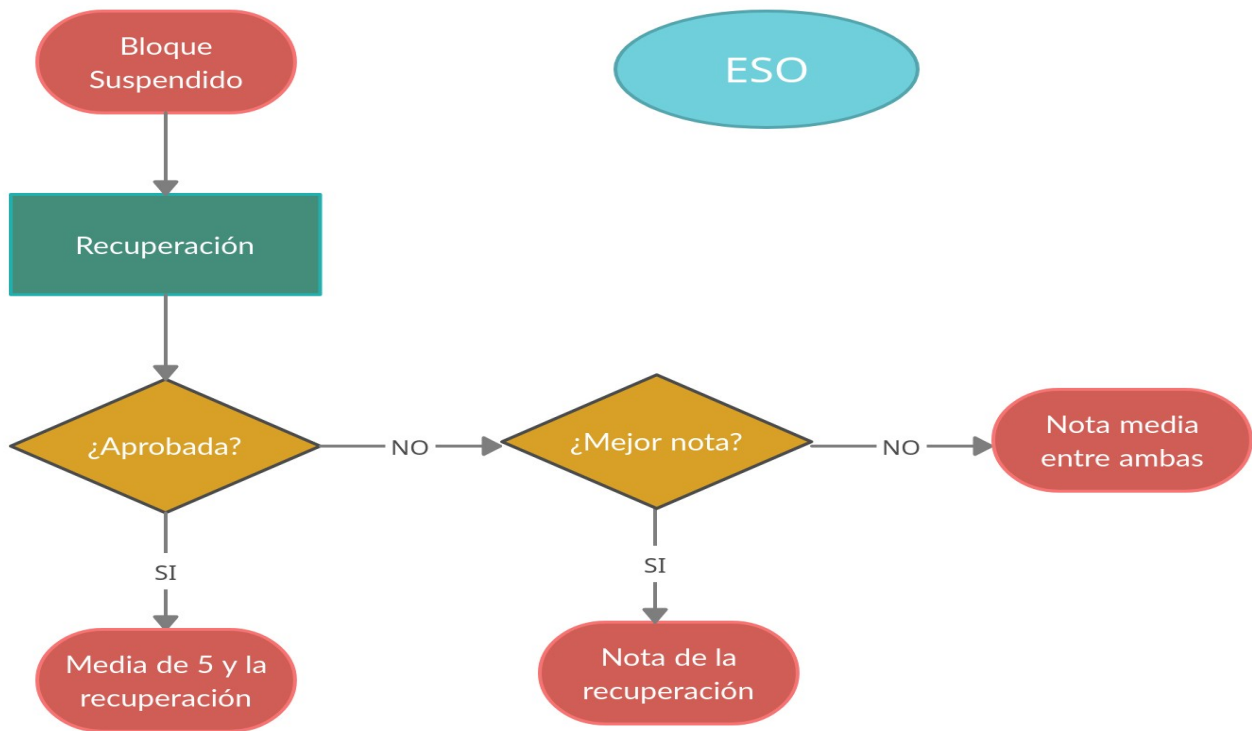 Bloque
Suspendido
ESO
Recuperación
¿Aprobada?
NO
¿Mejor nota?
NO
Nota media
entre ambas
SI
SI
Media de 5 y la
recuperación
Nota de la
recuperación